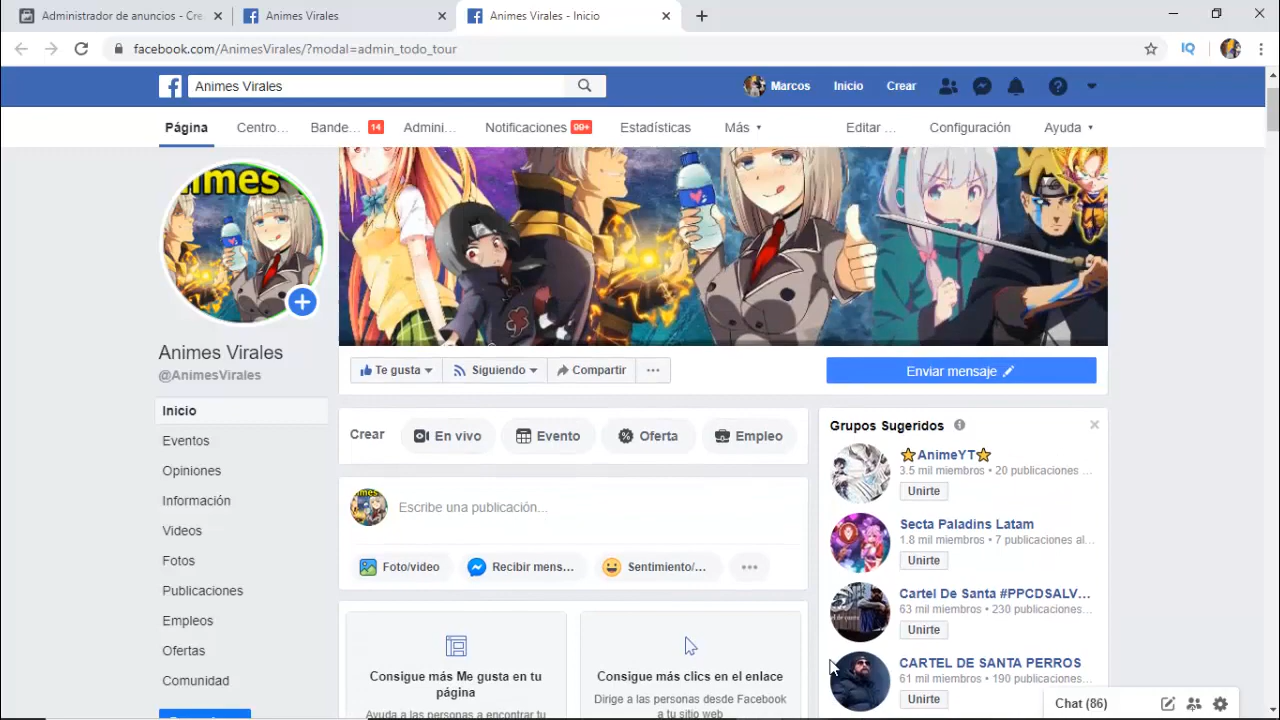 Administrador de anuncios - Cre
Animes Virales
Animes Virales - Inicio
facebook.com/AnimesVirales/?modal=admin_todo_tour
IQ
Animes Virales
Marcos
Inicio
Crear
Página
Centro...
Bande...
14
Admini...
Notificaciones
99+
Estadísticas
Más
Editar ...
Configuración
Ayuda
Animes Virales
@AnimesVirales
Te gusta
Siguiendo
Compartir
...
Enviar mensaje
Inicio
Eventos
Opiniones
Información
Videos
Fotos
Publicaciones
Empleos
Ofertas
Comunidad
Crear
En vivo
Evento
Oferta
Empleo
Escribe una publicación...
Foto/video
Recibir mens...
Sentimiento/...
...
Consigue más Me gusta en tu
página
Ayuda a las personas a encontrar tu
Consigue más clics en el enlace
Dirige a las personas desde Facebook
a tu sitio web
Grupos Sugeridos
⭐AnimeYT⭐
3.5 mil miembros • 20 publicaciones ...
Unirte
Secta Paladins Latam
1.8 mil miembros • 7 publicaciones al...
Unirte
Cartel De Santa #PPCDSALV...
63 mil miembros • 230 publicaciones...
Unirte
CARTEL DE SANTA PERROS
61 mil miembros • 190 publicaciones...
Unirte
Chat (86)